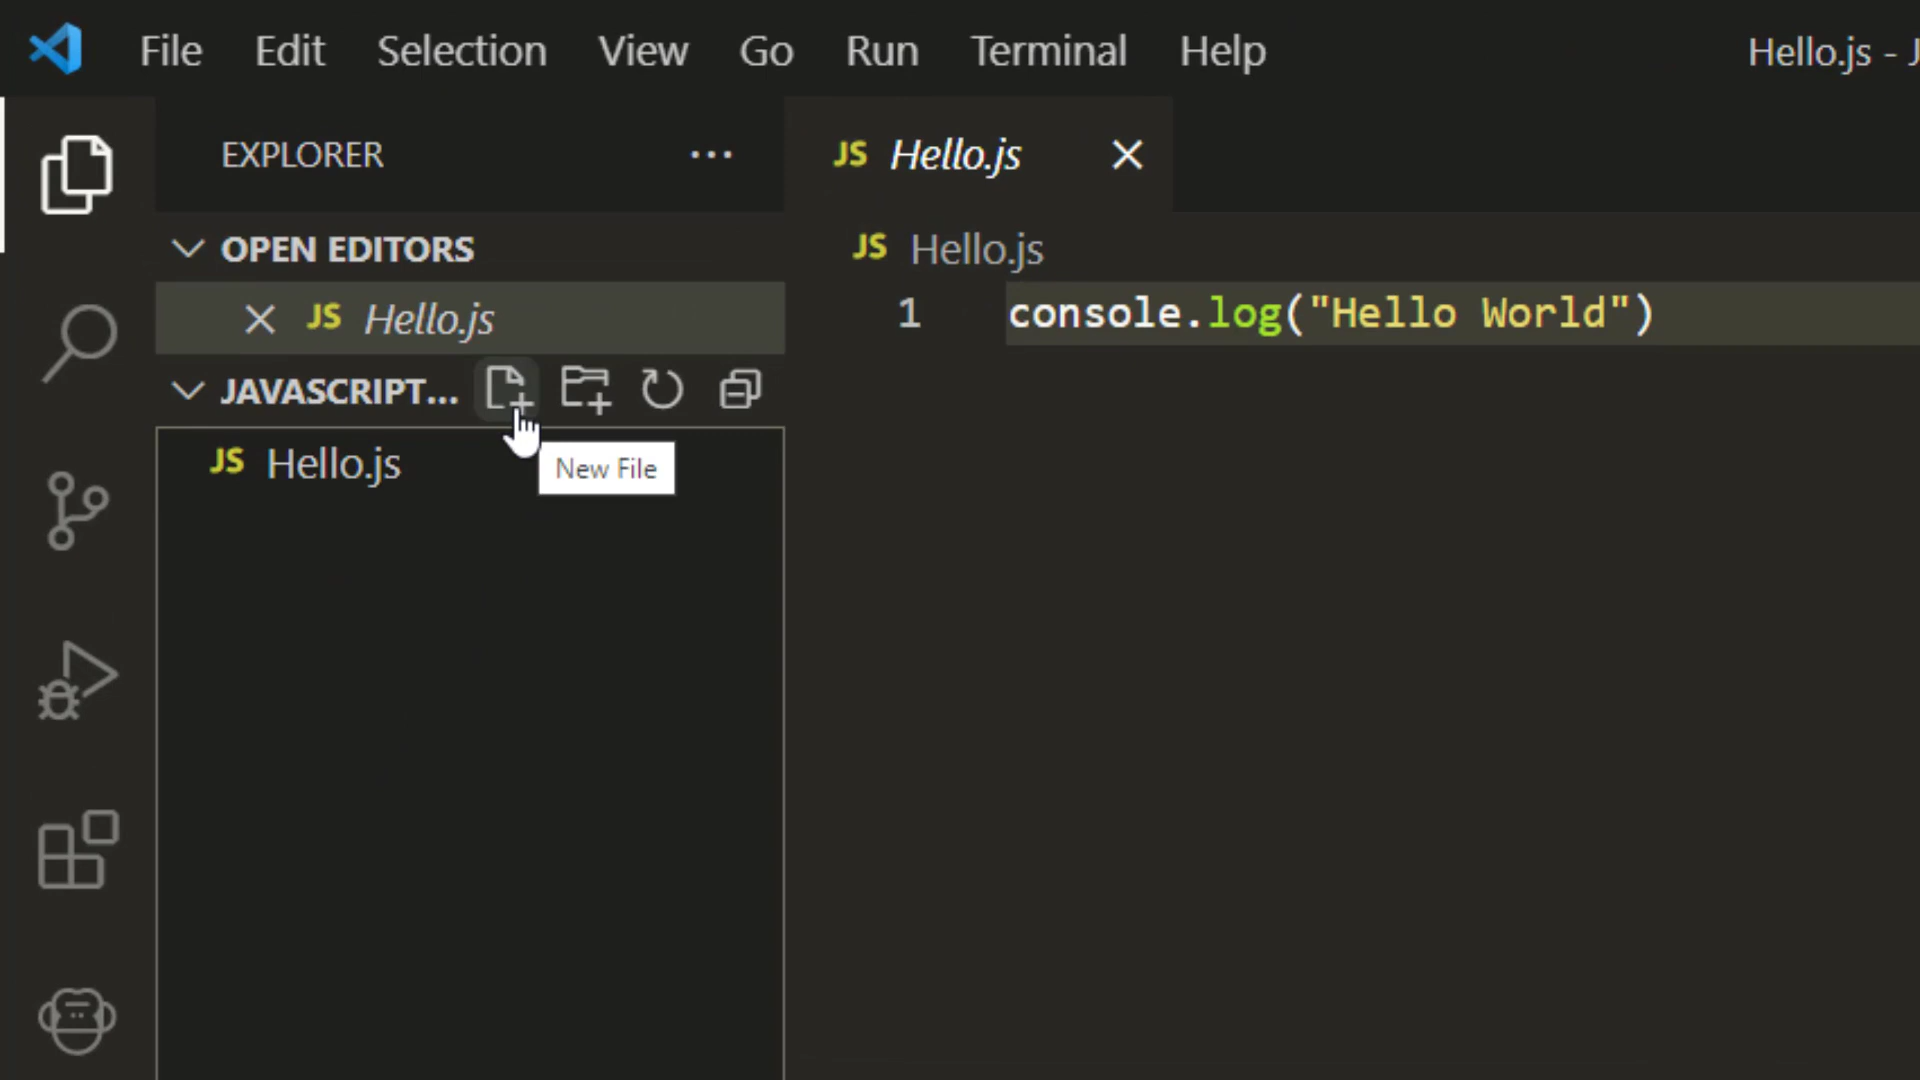 File Edit Selection View Go Run Terminal Help Hello.js - J
EXPLORER ...
JS Hello.js
OPEN EDITORS
JS Hello.js
JAVASCRIPT...
New File
JS Hello.js
JS Hello.js
1 console.log("Hello World")